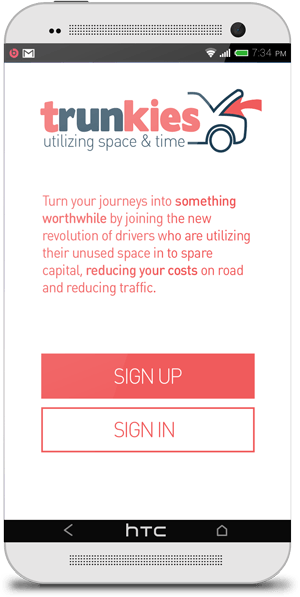 7:34 PM
trunkies
utilizing space & time
Turn your journeys into something
worthwhile by joining the new
revolution of drivers who are utilizing
their unused space in to spare
capital, reducing your costs on road
and reducing traffic.
SIGN UP
SIGN IN
hTC